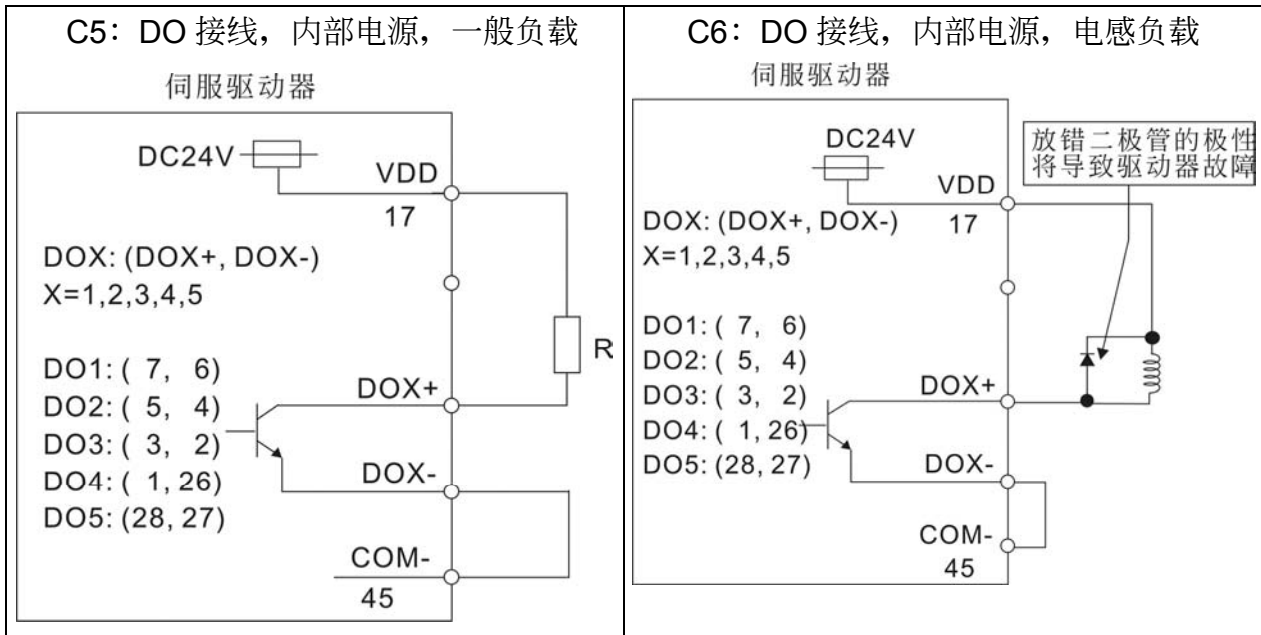 C5：DO 接线，内部电源，一般负载
伺服驱动器
DC24V
VDD
17
DOX: (DOX+, DOX-)
X=1,2,3,4,5
R
DO1: ( 7, 6)
DO2: ( 5, 4)
DO3: ( 3, 2)
DO4: ( 1, 26)
DO5: (28, 27)
DOX+
DOX-
COM-
45
C6：DO 接线，内部电源，电感负载
伺服驱动器
放错二极管的极性
将导致驱动器故障
DC24V
VDD
17
DOX: (DOX+, DOX-)
X=1,2,3,4,5
DO1: ( 7, 6)
DO2: ( 5, 4)
DO3: ( 3, 2)
DO4: ( 1, 26)
DO5: (28, 27)
DOX+
DOX-
COM-
45